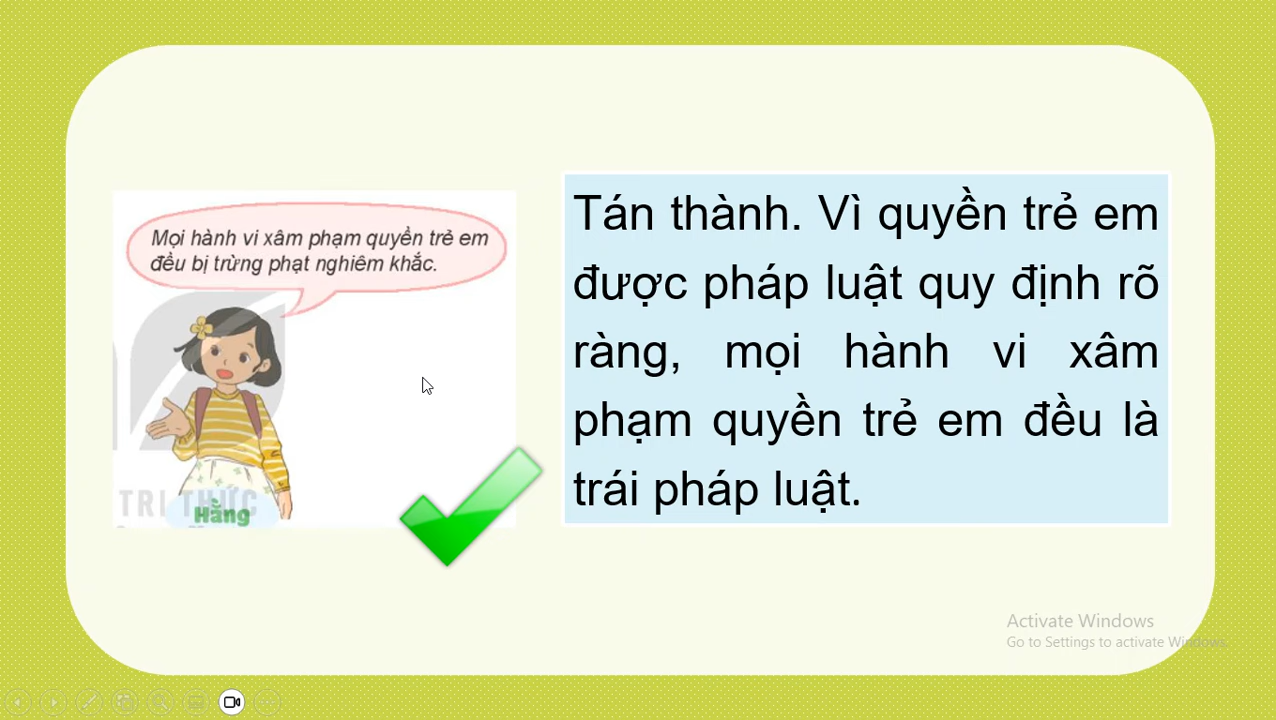 Mọi hành vi xâm phạm quyền trẻ em
đều bị trừng phạt nghiêm khắc.
TRI THỨC
Hằng
Tán thành. Vì quyền trẻ em
được pháp luật quy định rõ
ràng, mọi hành vi xâm
phạm quyền trẻ em đều là
trái pháp luật.
Activate Windows
Go to Settings to activate Windows.